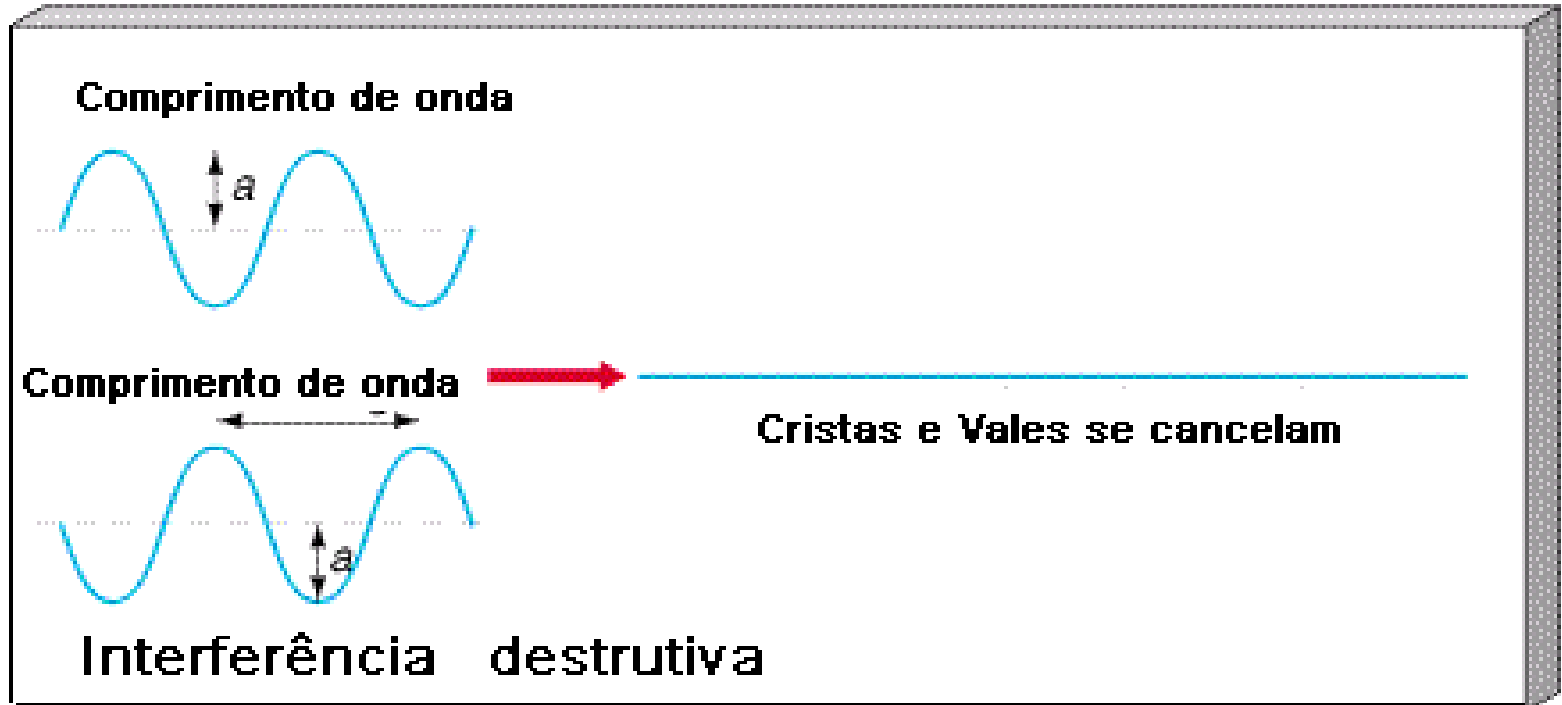 Comprimento de onda
a
Comprimento de onda
Cristas e Vales se cancelam
a
Interferência destrutiva